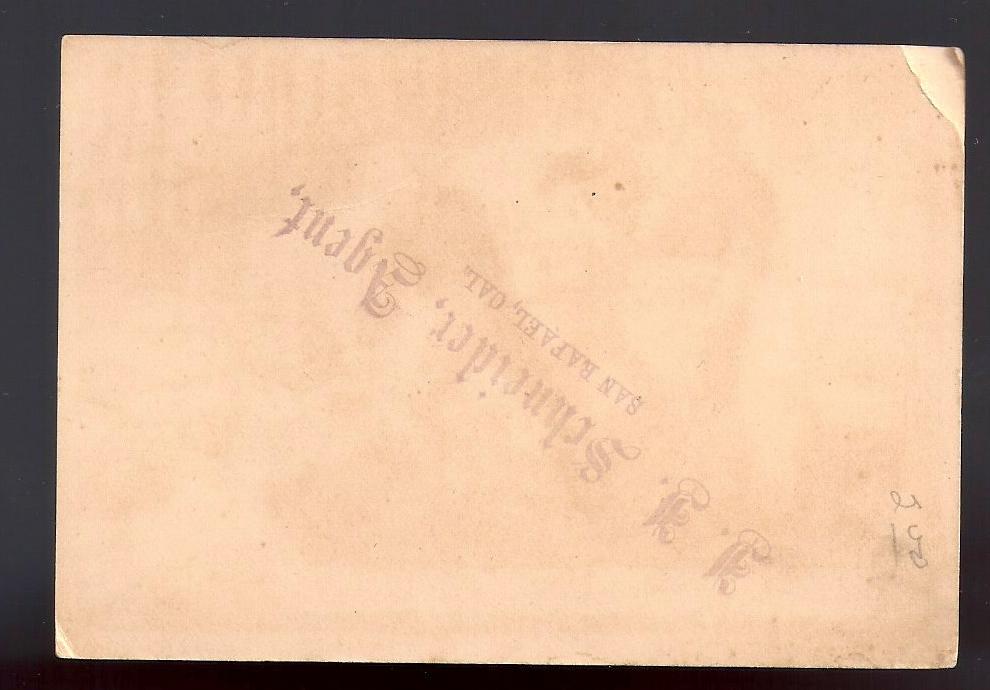 Schneider, Agent,
SAN RAFAEL, CAL.